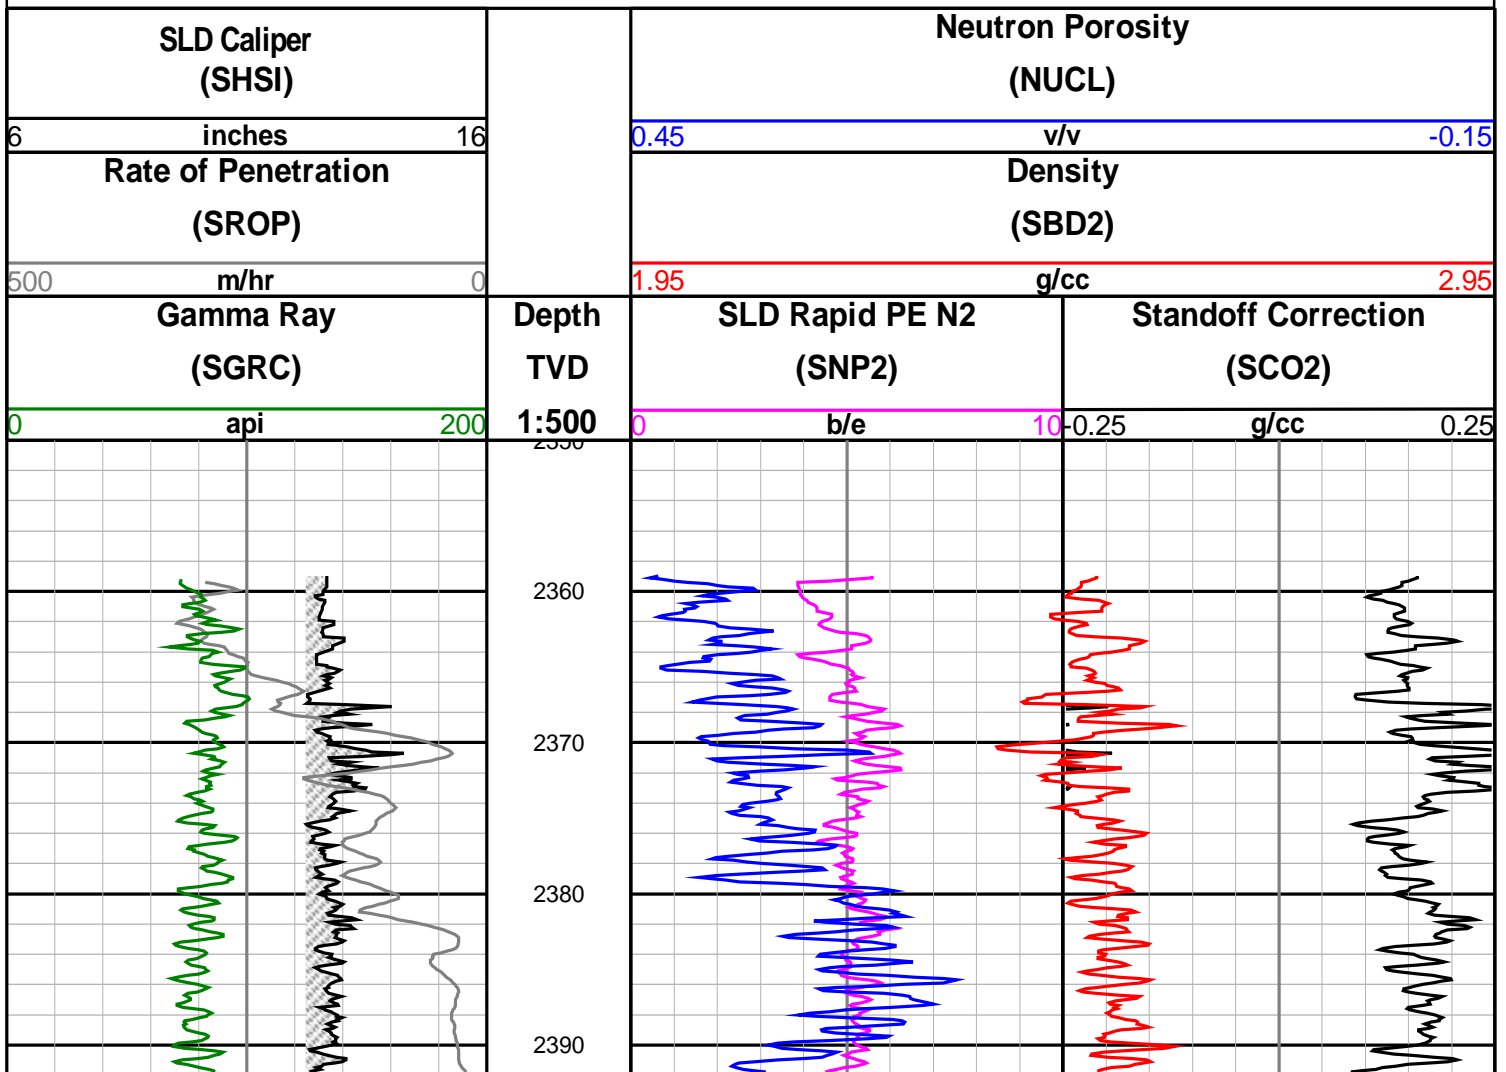 SLD Caliper
(SHSI)
6 inches 16
Rate of Penetration
(SROP)
500 m/hr 0
Gamma Ray
(SGRC)
0 api 200
Depth
TVD
1:500
Neutron Porosity
(NUCL)
0.45 v/v -0.15
Density
(SBD2)
1.95 g/cc 2.95
SLD Rapid PE N2
(SNP2)
0 b/e 10
Standoff Correction
(SCO2)
-0.25 g/cc 0.25
2350
2360
2370
2380
2390